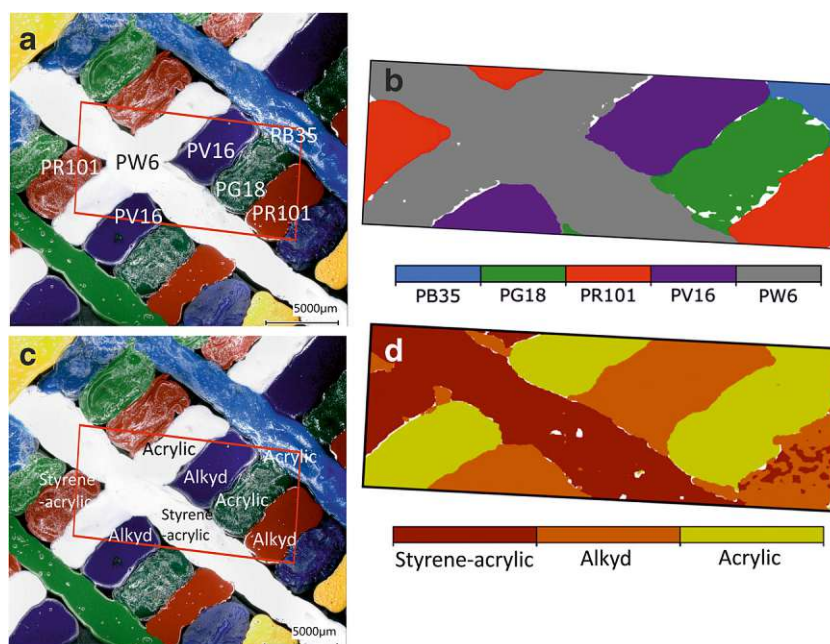 a
PB35
PV16
PW6
PR101
PG18
PV16
PR101
5000µm
b
PB35 PG18 PR101 PV16 PW6
c
Acrylic
Acrylic
Alkyd
Styrene
-acrylic
Acrylic
Styrene
-acrylic
Alkyd
Alkyd
5000µm
d
Styrene-acrylic Alkyd Acrylic